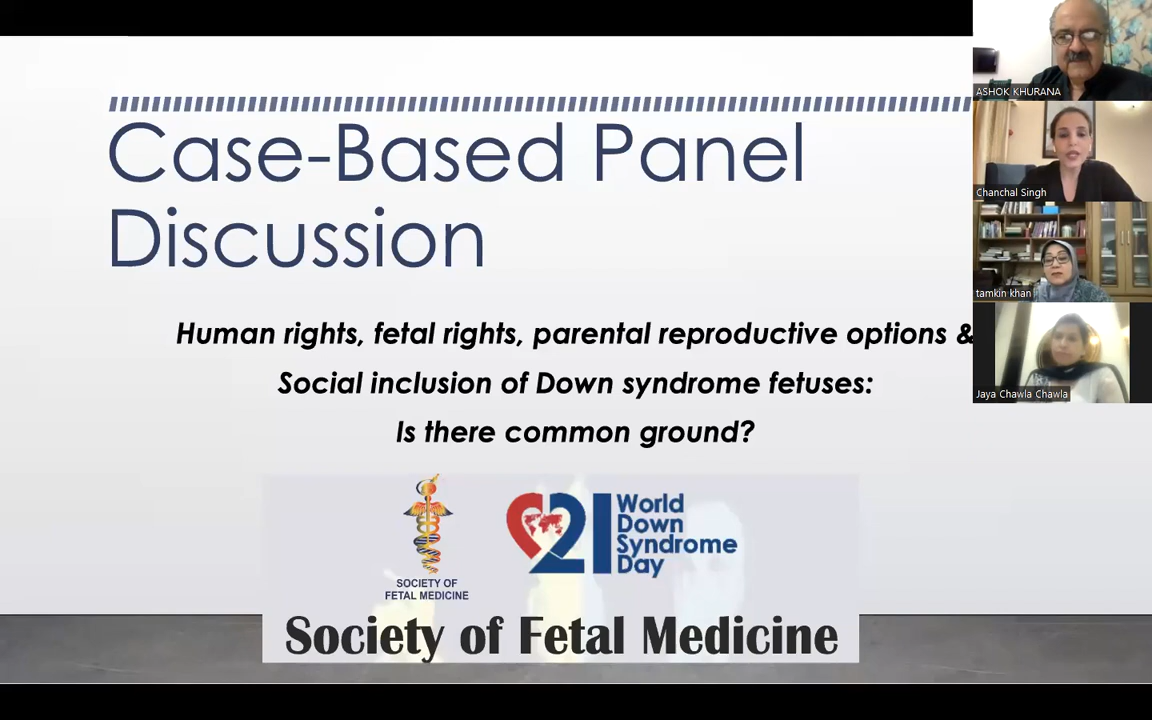 Case-Based Panel
Discussion
Human rights, fetal rights, parental reproductive options &
Social inclusion of Down syndrome fetuses:
Is there common ground?
SOCIETY OF
FETAL MEDICINE
21
World
Down
Syndrome
Day
Society of Fetal Medicine
ASHOK KHURANA
Chanchal Singh
tamkin khan
Jaya Chawla Chawla